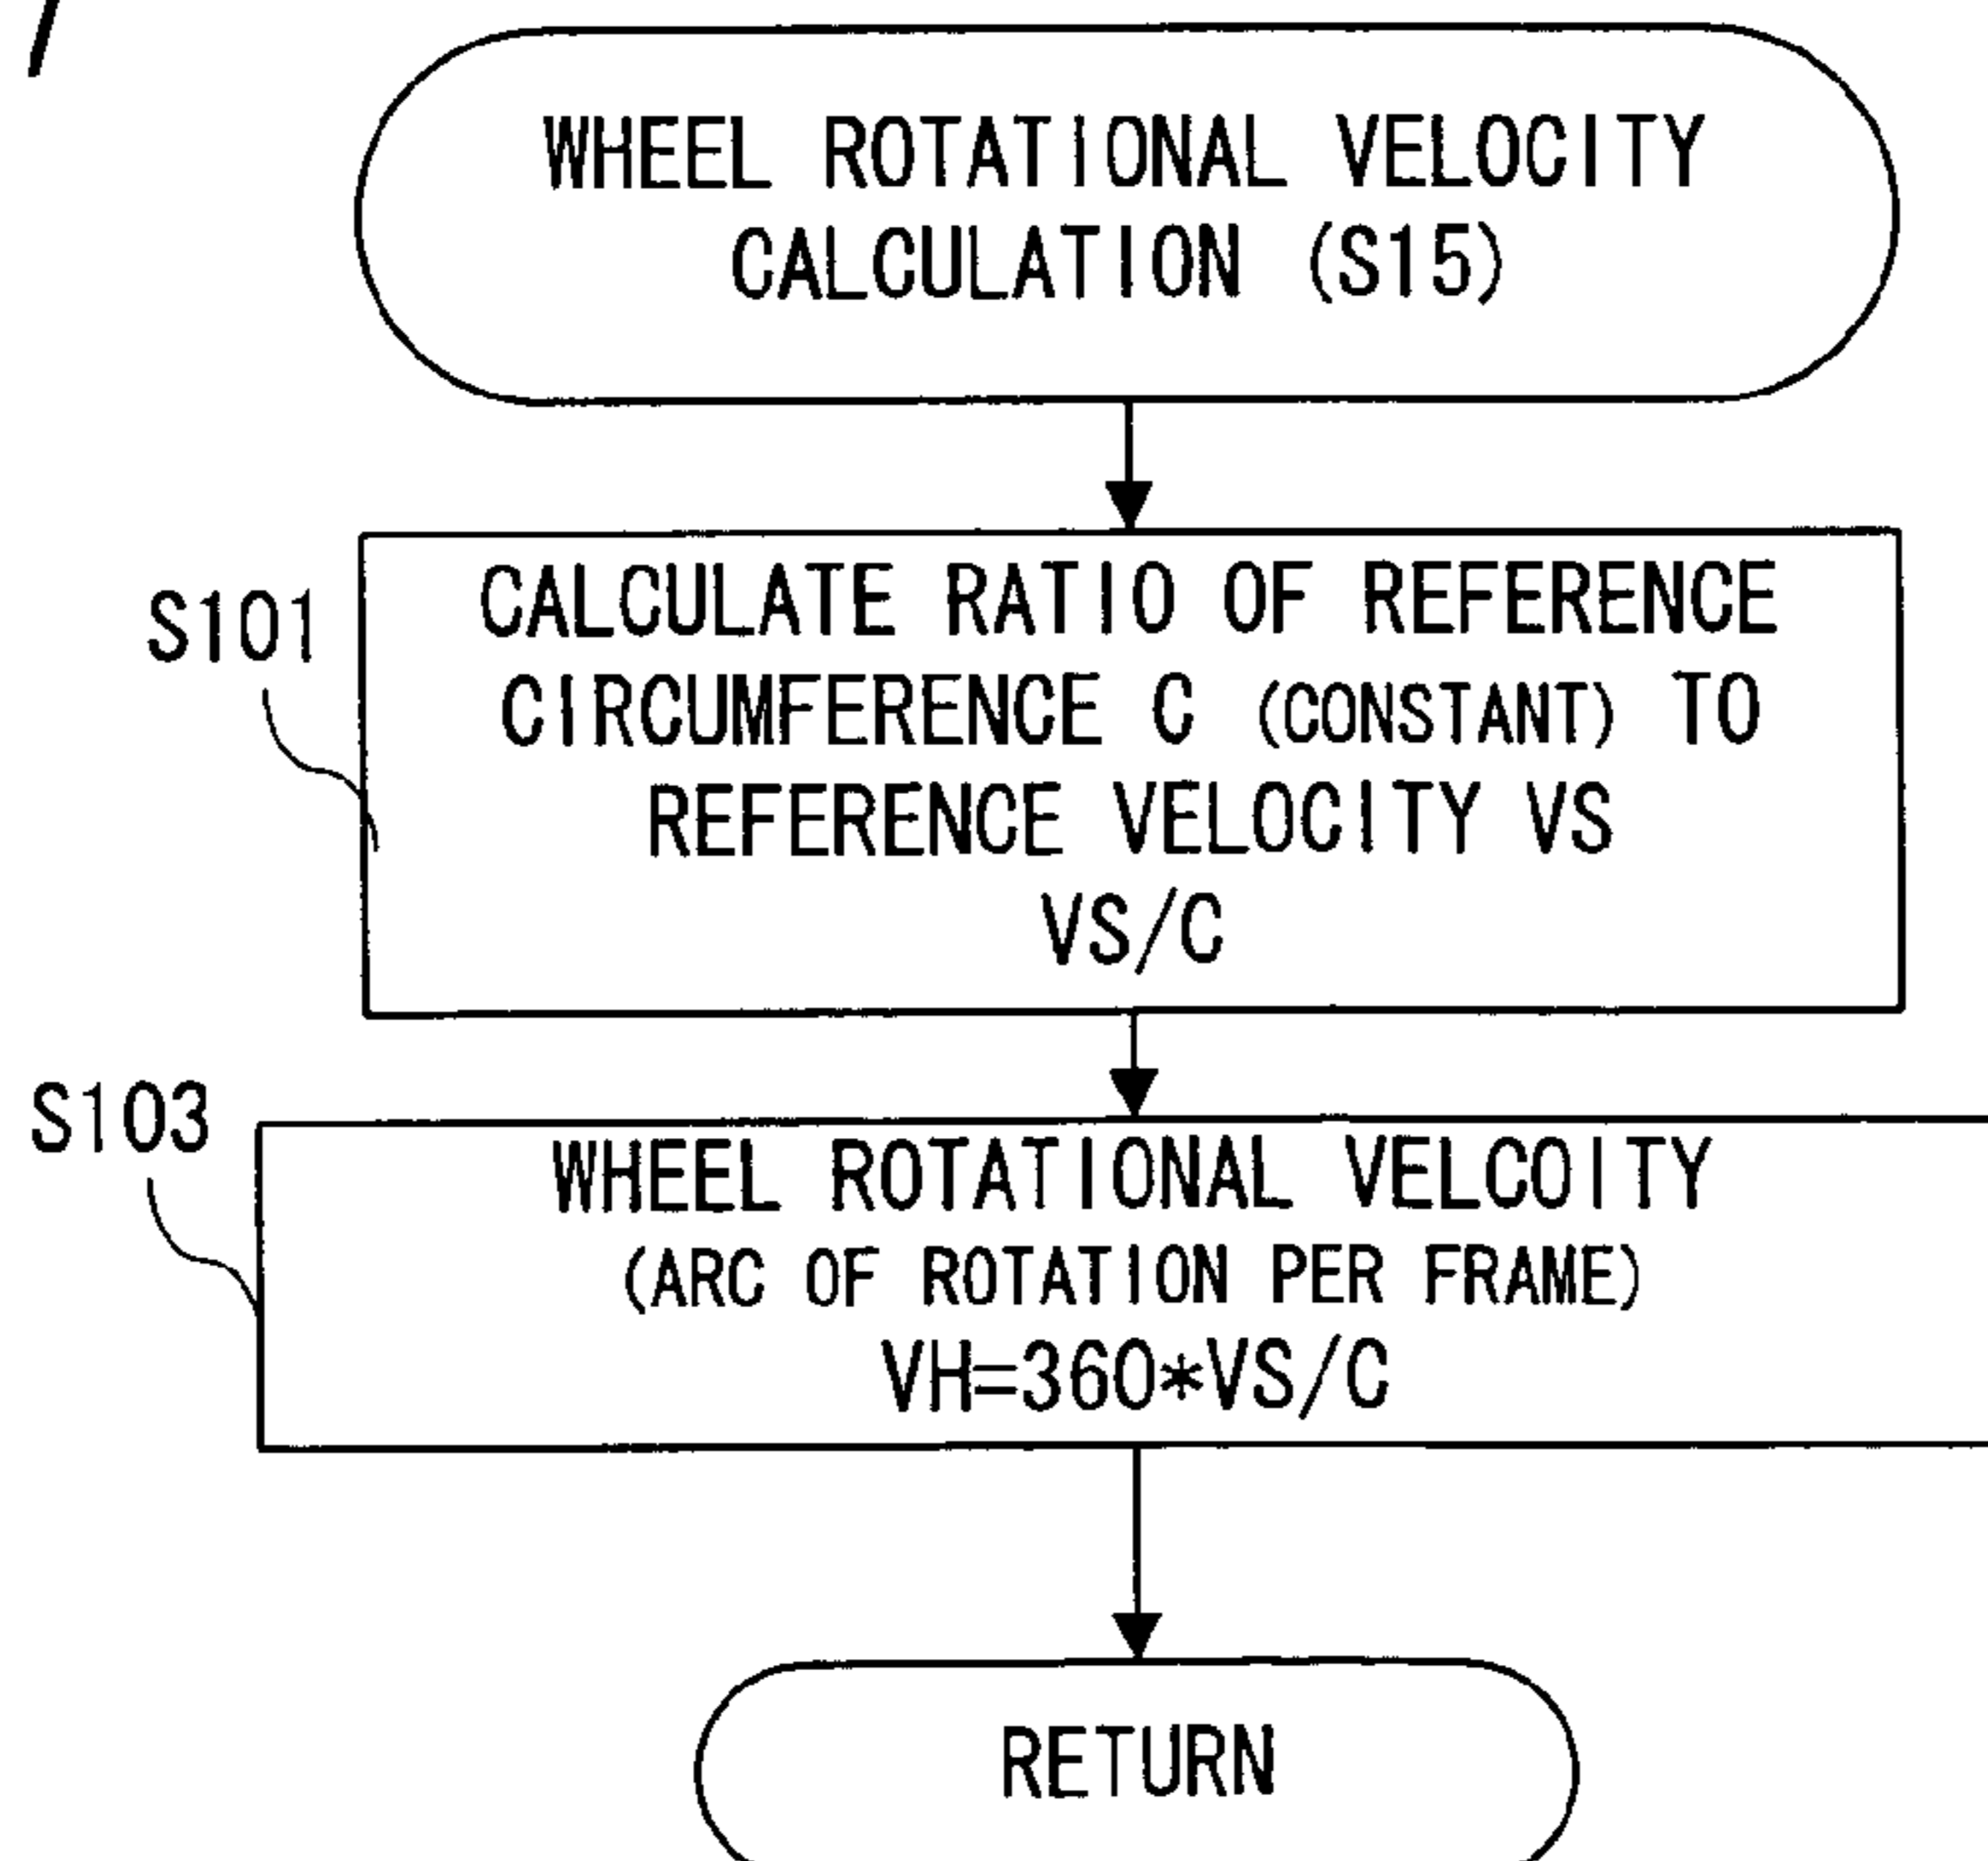 WHEEL ROTATIONAL VELOCITY
CALCULATION (S15)
S101
CALCULATE RATIO OF REFERENCE
CIRCUMFERENCE C (CONSTANT) TO
REFERENCE VELOCITY VS
VS/C
S103
WHEEL ROTATIONAL VELCOITY
(ARC OF ROTATION PER FRAME)
VH=360*VS/C
RETURN